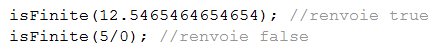 isFinite(12.5465464654654); //renvoie true
isFinite(5/0); //renvoie false